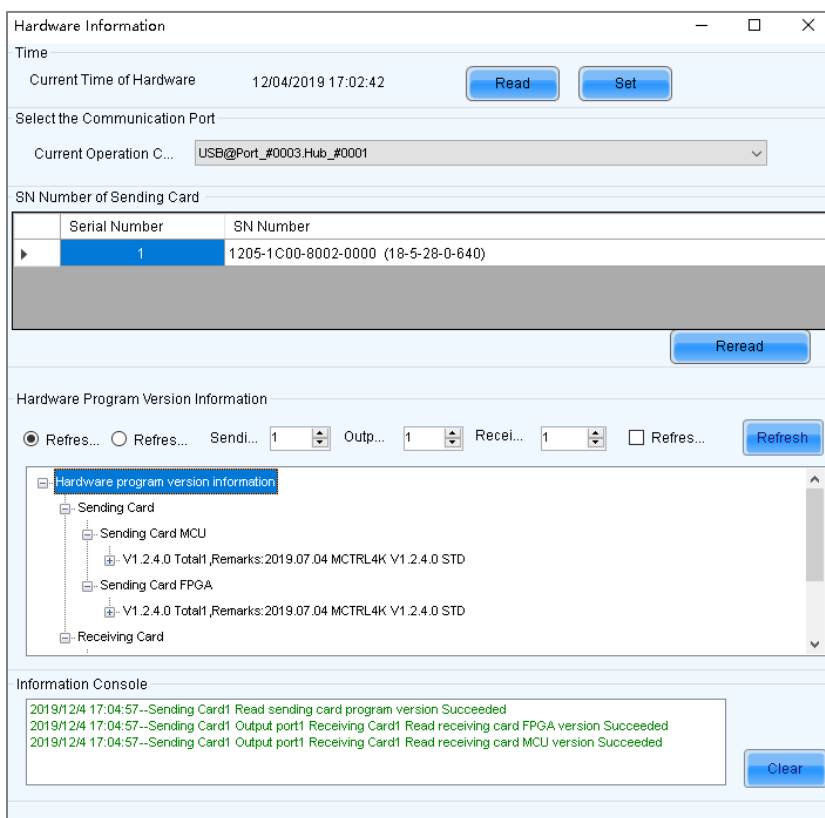 Hardware Information
Time
Current Time of Hardware 12/04/2019 17:02:42 Read Set
Select the Communication Port
Current Operation C... USB@Port_#0003.Hub_#0001
SN Number of Sending Card
Serial Number SN Number
1 1205-1C00-8002-0000 (18-5-28-0-640)
Reread
Hardware Program Version Information
Refres... Refres... Sendi... 1 Outp... 1 Recei... 1 Refres... Refresh
Hardware program version information
Sending Card
Sending Card MCU
V1.2.4.0 Total1,Remarks:2019.07.04 MCTRL4K V1.2.4.0 STD
Sending Card FPGA
V1.2.4.0 Total1,Remarks:2019.07.04 MCTRL4K V1.2.4.0 STD
Receiving Card
Information Console
2019/12/4 17:04:57--Sending Card1 Read sending card program version Succeeded
2019/12/4 17:04:57--Sending Card1 Output port1 Receiving Card1 Read receiving card FPGA version Succeeded
2019/12/4 17:04:57--Sending Card1 Output port1 Receiving Card1 Read receiving card MCU version Succeeded
Clear